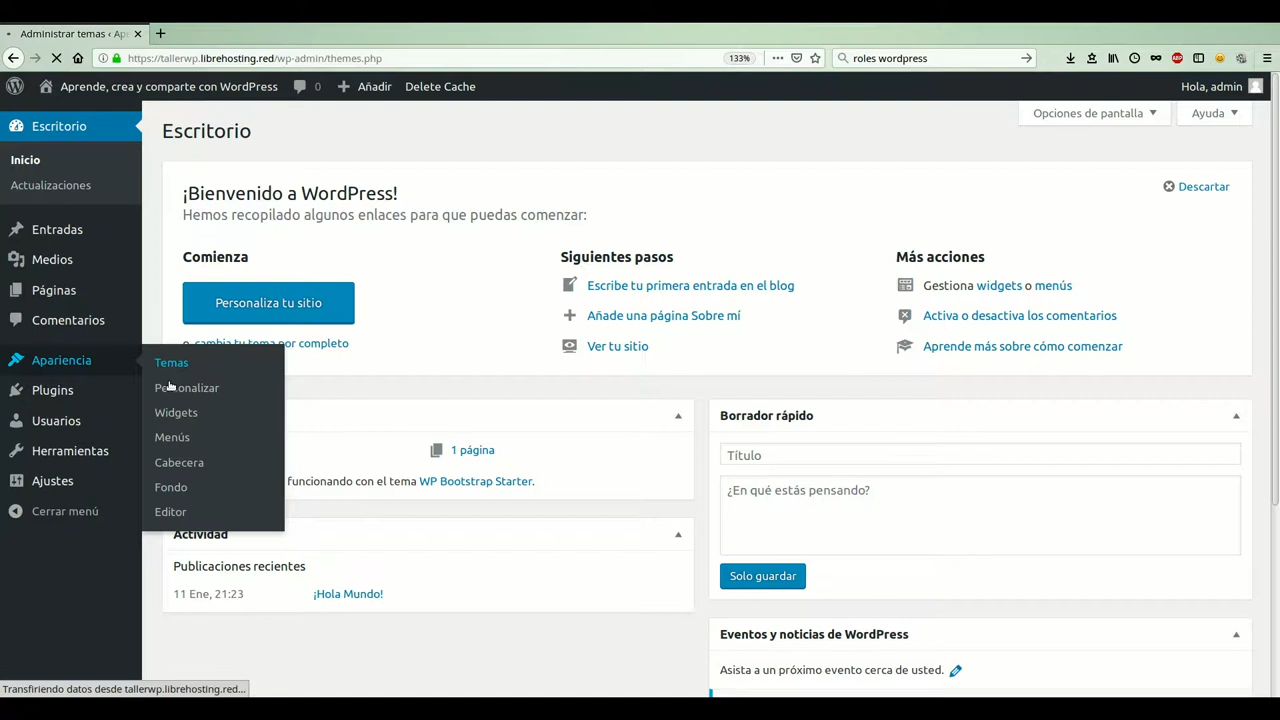 Administrar temas ‹ Ap
https://tallerwp.librehosting.red/wp-admin/themes.php
133%
roles wordpress
Aprende, crea y comparte con WordPress
0
Añadir
Delete Cache
Hola, admin
Escritorio
Inicio
Actualizaciones
Entradas
Medios
Páginas
Comentarios
Apariencia
Plugins
Usuarios
Herramientas
Ajustes
Cerrar menú
Temas
Personalizar
Widgets
Menús
Cabecera
Fondo
Editor
Escritorio
Opciones de pantalla
Ayuda
¡Bienvenido a WordPress!
Descartar
Hemos recopilado algunos enlaces para que puedas comenzar:
Comienza
Personaliza tu sitio
o cambia tu tema por completo
Siguientes pasos
Escribe tu primera entrada en el blog
Añade una página Sobre mí
Ver tu sitio
Más acciones
Gestiona widgets o menús
Activa o desactiva los comentarios
Aprende más sobre cómo comenzar
1 página
funcionando con el tema WP Bootstrap Starter.
Actividad
Publicaciones recientes
11 Ene, 21:23 ¡Hola Mundo!
Borrador rápido
Título
¿En qué estás pensando?
Solo guardar
Eventos y noticias de WordPress
Asista a un próximo evento cerca de usted.
Transfiriendo datos desde tallerwp.librehosting.red...